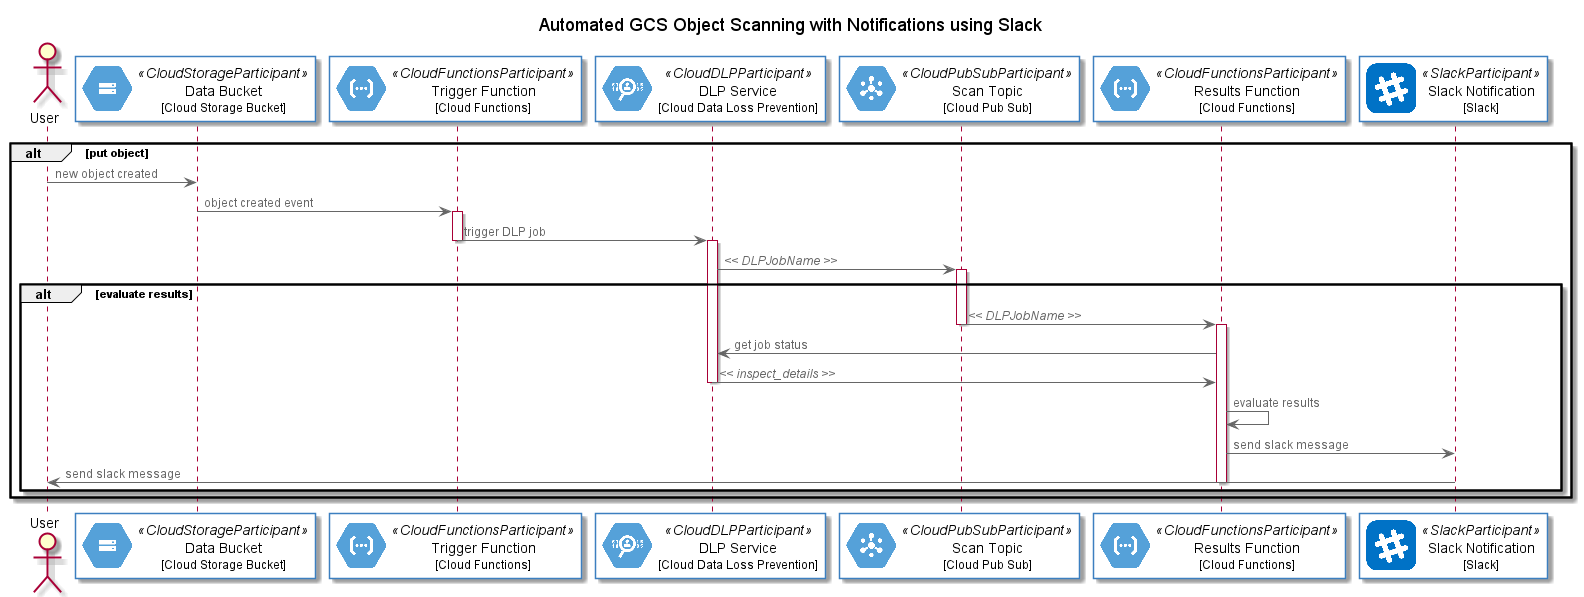 Automated GCS Object Scanning with Notifications using Slack
User
«CloudStorageParticipant»
Data Bucket
[Cloud Storage Bucket]
«CloudFunctionsParticipant»
Trigger Function
[Cloud Functions]
«CloudDLPParticipant»
DLP Service
[Cloud Data Loss Prevention]
«CloudPubSubParticipant»
Scan Topic
[Cloud Pub Sub]
«CloudFunctionsParticipant»
Results Function
[Cloud Functions]
«SlackParticipant»
Slack Notification
[Slack]
alt [put object]
new object created
object created event
trigger DLP job
<< DLPJobName >>
alt [evaluate results]
<< DLPJobName >>
get job status
<< inspect_details >>
evaluate results
send slack message
send slack message
User
«CloudStorageParticipant»
Data Bucket
[Cloud Storage Bucket]
«CloudFunctionsParticipant»
Trigger Function
[Cloud Functions]
«CloudDLPParticipant»
DLP Service
[Cloud Data Loss Prevention]
«CloudPubSubParticipant»
Scan Topic
[Cloud Pub Sub]
«CloudFunctionsParticipant»
Results Function
[Cloud Functions]
«SlackParticipant»
Slack Notification
[Slack]